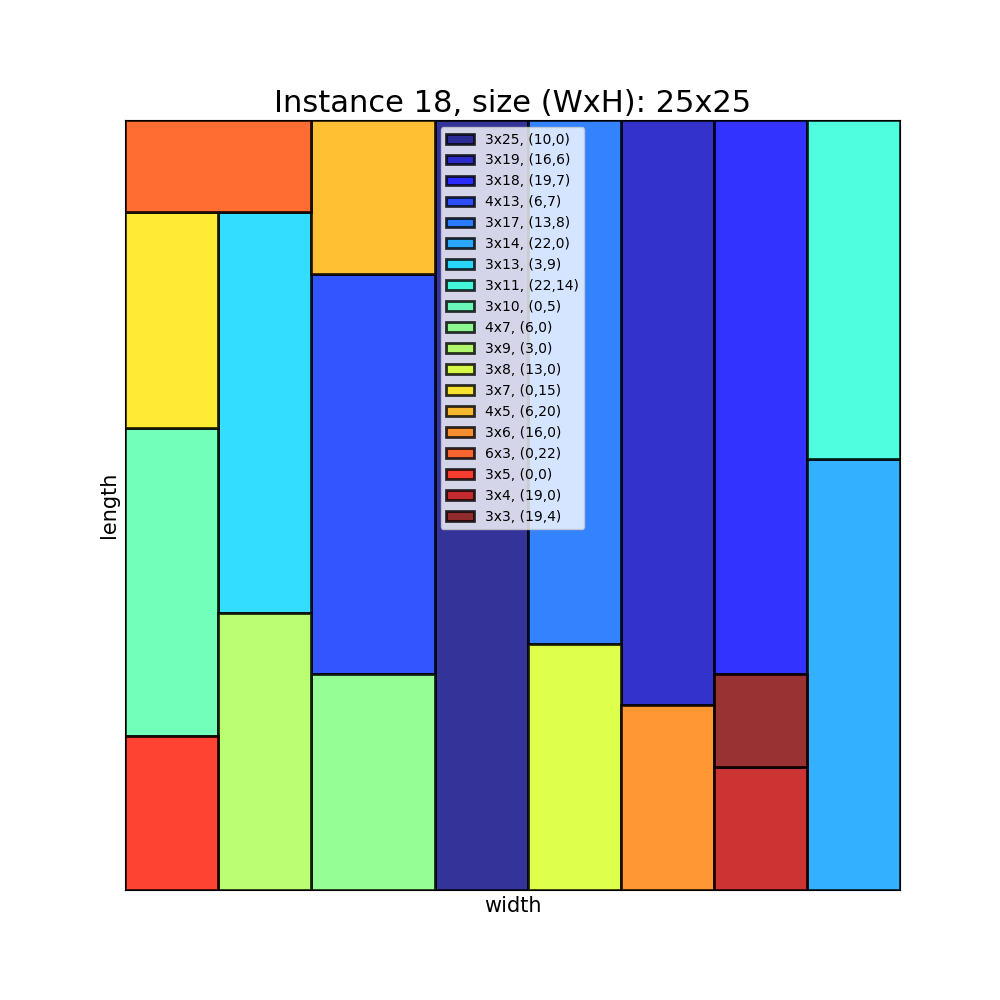 Instance 18, size (WxH): 25x25
3x25, (10,0)
3x19, (16,6)
3x18, (19,7)
4x13, (6,7)
3x17, (13,8)
3x14, (22,0)
3x13, (3,9)
3x11, (22,14)
3x10, (0,5)
4x7, (6,0)
3x9, (3,0)
3x8, (13,0)
3x7, (0,15)
4x5, (6,20)
3x6, (16,0)
6x3, (0,22)
3x5, (0,0)
3x4, (19,0)
3x3, (19,4)
length
width